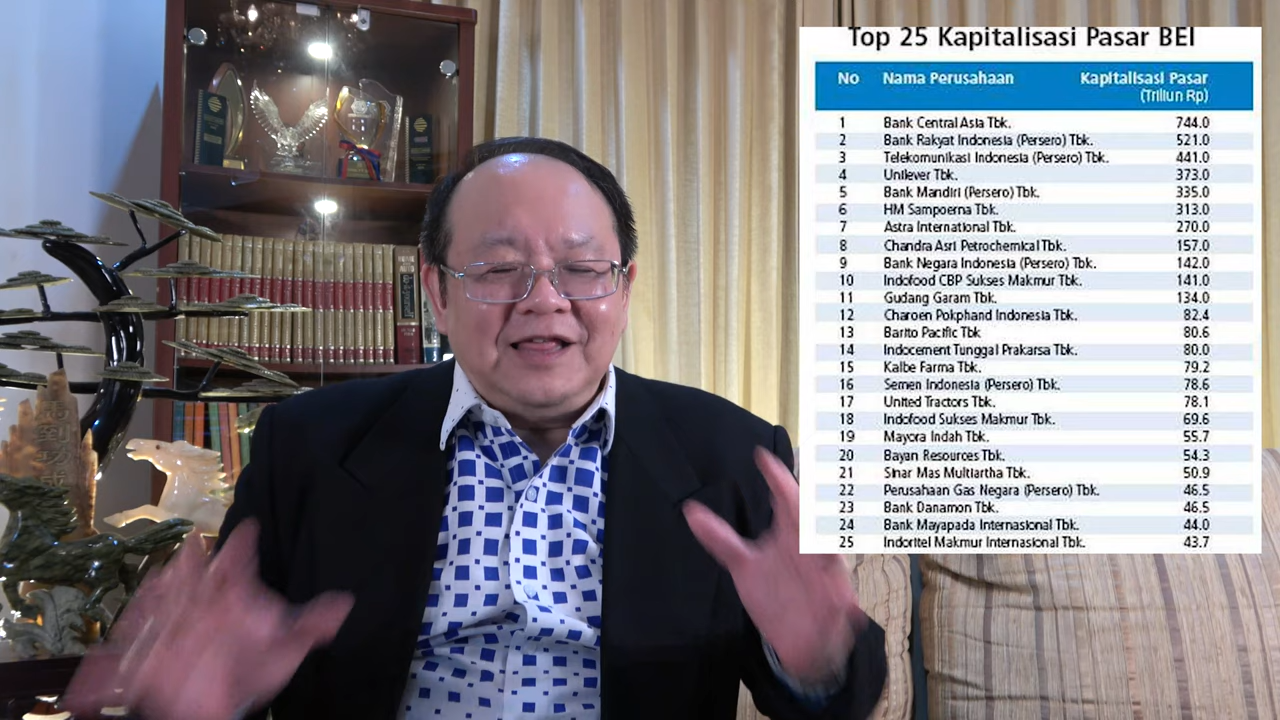 Top 25 Kapitalisasi Pasar BEI
No Nama Perusahaan Kapitalisasi Pasar
(Triliun Rp)
1 Bank Central Asia Tbk. 744.0
2 Bank Rakyat Indonesia (Persero) Tbk. 521.0
3 Telekomunikasi Indonesia (Persero) Tbk. 441.0
4 Unilever Tbk. 373.0
5 Bank Mandiri (Persero) Tbk. 335.0
6 HM Sampoerna Tbk. 313.0
7 Astra International Tbk. 270.0
8 Chandra Asri Petrochemical Tbk. 157.0
9 Bank Negara Indonesia (Persero) Tbk. 142.0
10 Indofood CBP Sukses Makmur Tbk. 141.0
11 Gudang Garam Tbk. 134.0
12 Charoen Pokphand Indonesia Tbk. 82.4
13 Barito Pacific Tbk 80.6
14 Indocement Tunggal Prakarsa Tbk. 80.0
15 Kalbe Farma Tbk. 79.2
16 Semen Indonesia (Persero) Tbk. 78.6
17 United Tractors Tbk. 78.1
18 Indofood Sukses Makmur Tbk. 69.6
19 Mayora Indah Tbk. 55.7
20 Bayan Resources Tbk. 54.3
21 Sinar Mas Multiartha Tbk. 50.9
22 Perusahaan Gas Negara (Persero) Tbk. 46.5
23 Bank Danamon Tbk. 46.5
24 Bank Mayapada Internasional Tbk. 44.0
25 Indoritel Makmur Internasional Tbk. 43.7